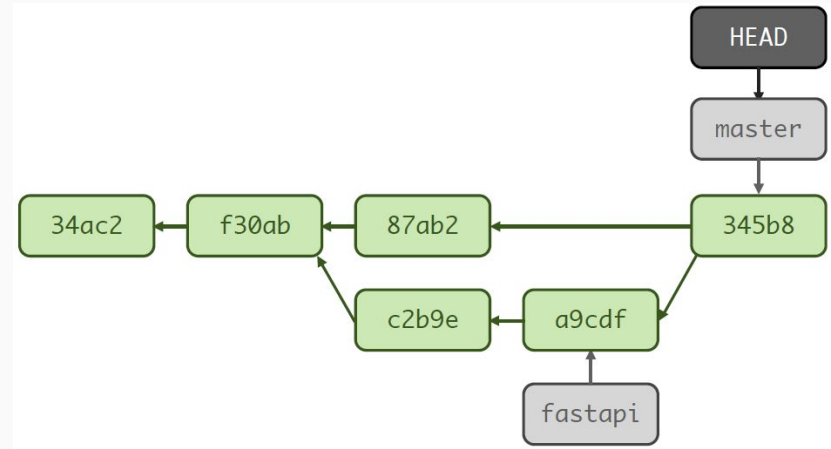 HEAD
master
34ac2
f30ab
87ab2
345b8
c2b9e
a9cdf
fastapi